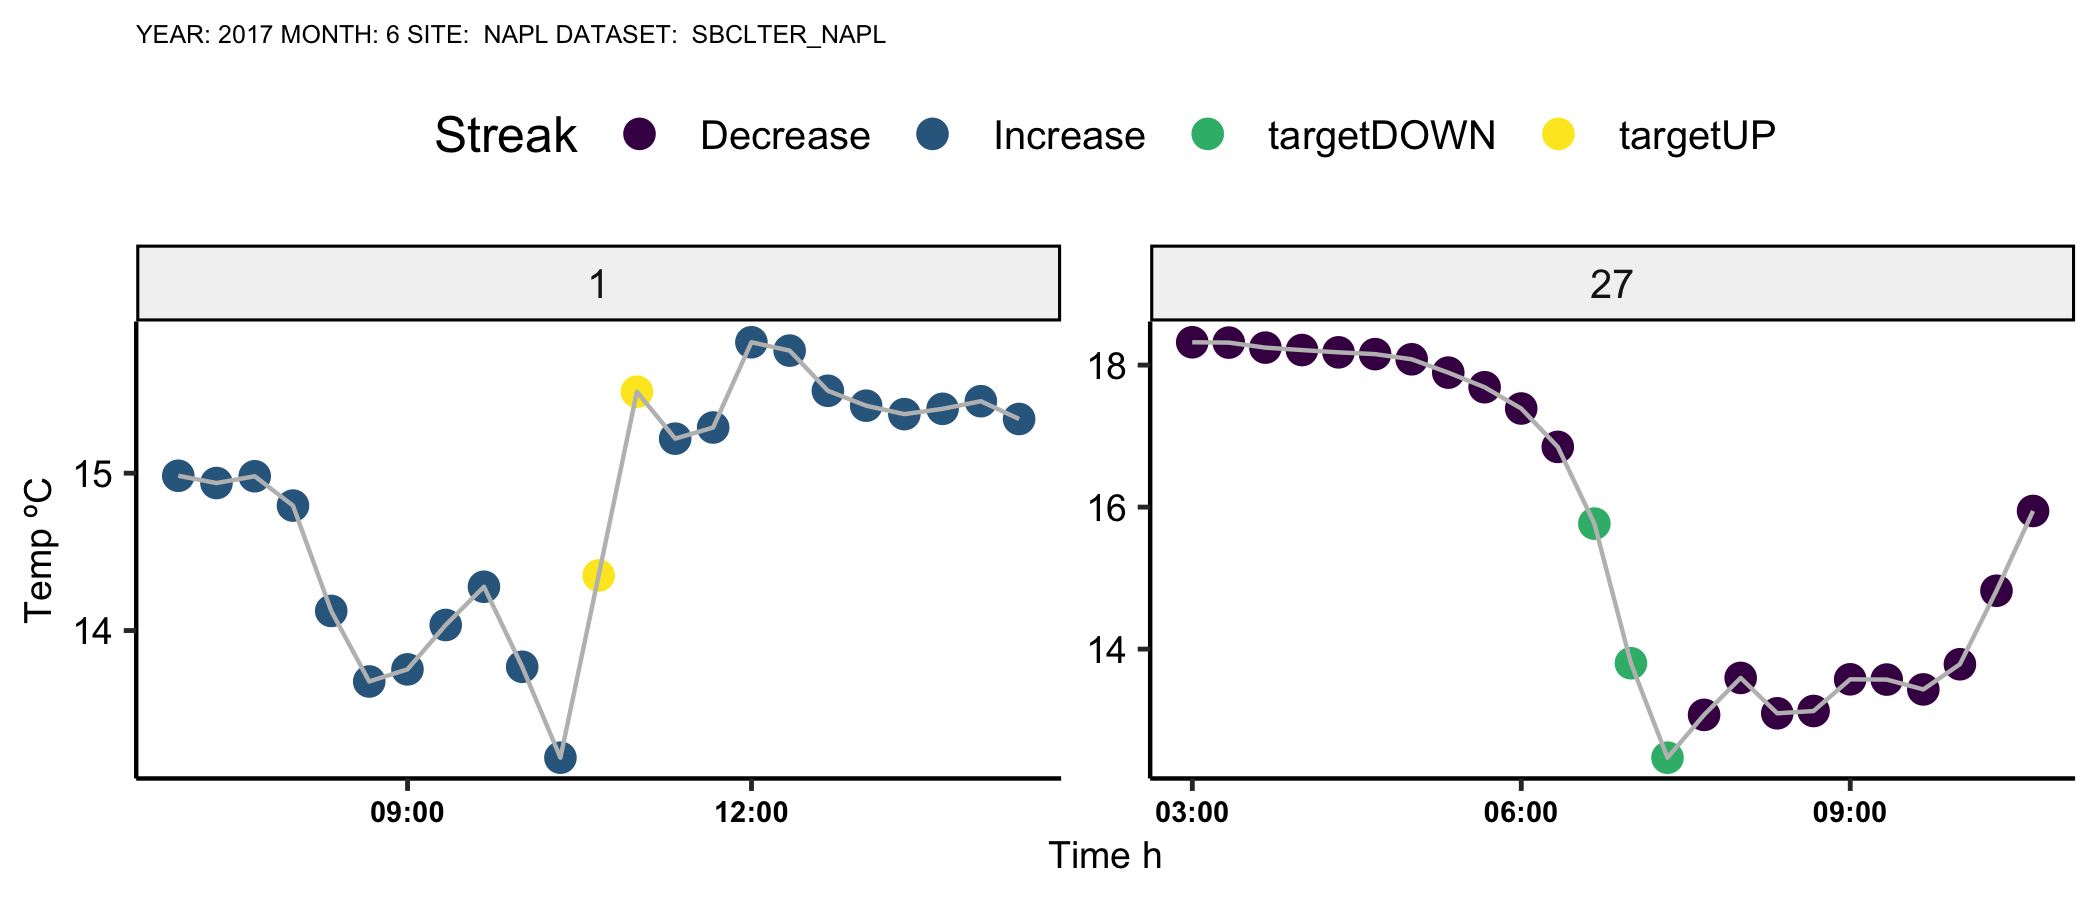 YEAR: 2017 MONTH: 6 SITE:  NAPL DATASET:  SBCLTER_NAPL
Streak Decrease Increase targetDOWN targetUP
1 27
Temp ºC
15
14
18
16
14
09:00 12:00 03:00 06:00 09:00
Time h